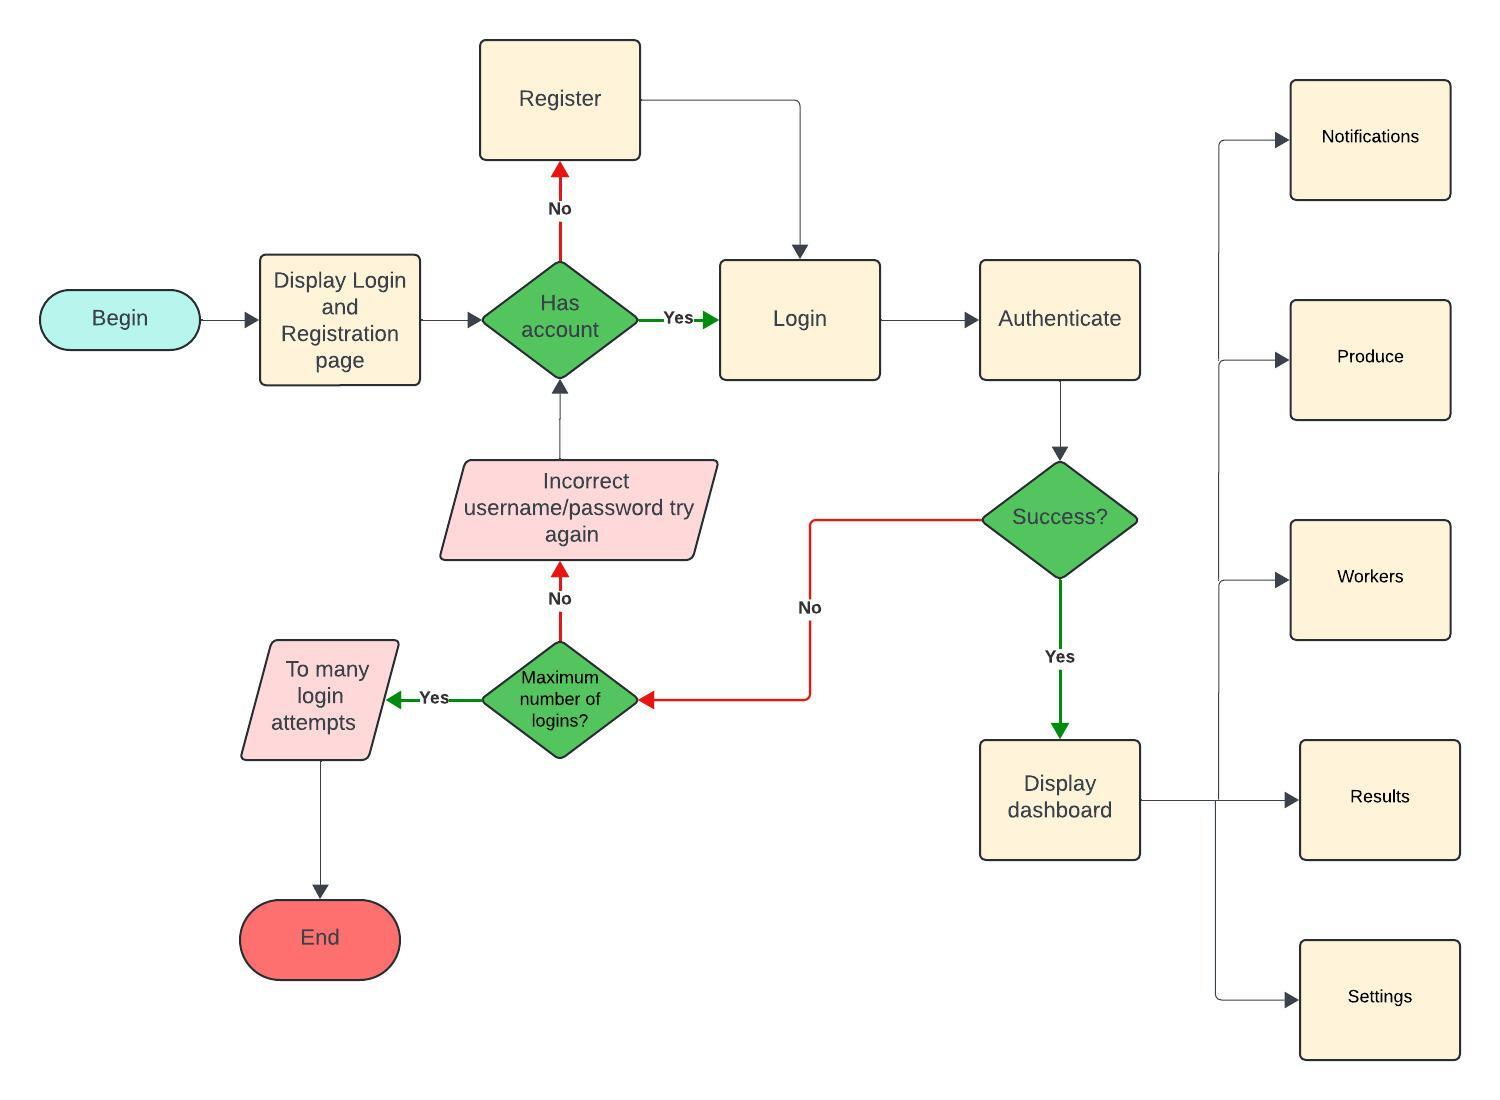 Register
Notifications
No
Display Login
and
Registration
page
Begin
Has
account
Yes
Login
Authenticate
Produce
Incorrect
username/password try
again
Success?
Workers
No
No
Yes
To many
login
attempts
Yes
Maximum
number of
logins?
Display
dashboard
Results
End
Settings